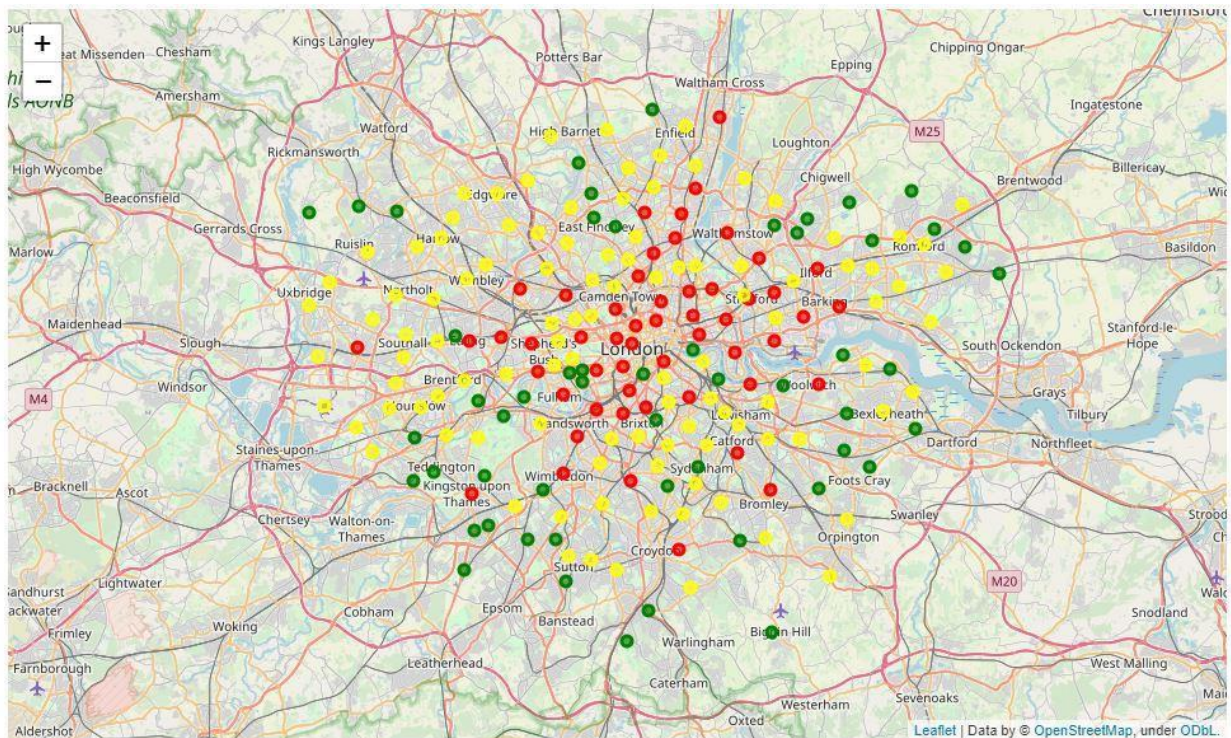 Chelmsford
+
Great Missenden
Chesham
Kings Langley
Potters Bar
Chipping Ongar
−
Epping
Waltham Cross
ls AONB
Amersham
Ingatestone
Watford
High Barnet
Enfield
M25
Loughton
Rickmansworth
High Wycombe
Billericay
Chigwell
Brentwood
Beaconsfield
Edgware
Gerrards Cross
East Finchley
Walthamstow
Marlow
Ruislip
Harrow
Romford
Basildon
Ilford
Wembley
Uxbridge
Northolt
Camden Town
Stratford
Barking
Maidenhead
Slough
Southall
Ealing
Shepherd's
Bush
London
Stanford-le-
Hope
South Ockendon
Windsor
Brentford
Woolwich
M4
Fulham
Grays
Hounslow
Wandsworth
Brixton
Lewisham
Bexleyheath
Tilbury
Staines-upon-
Thames
Catford
Dartford
Northfleet
Teddington
Sydenham
Bracknell
Ascot
Kingston upon
Thames
Wimbledon
Foots Cray
Bromley
Swanley
Chertsey
Walton-on-
Thames
Orpington
Croydon
Lightwater
Sutton
M20
Sandhurst
Cobham
Epsom
Banstead
Snodland
Frimley
Woking
Warlingham
Biggin Hill
Leatherhead
West Malling
Farnborough
Caterham
Sevenoaks
Westerham
Oxted
Aldershot
Leaflet | Data by © OpenStreetMap, under ODbL.